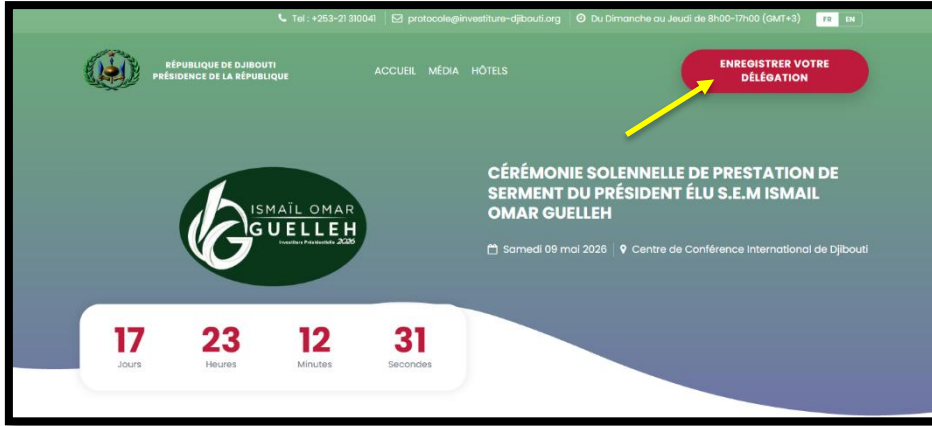 Tel : +253-21 310041 protocole@investiture-djibouti.org Du Dimanche au Jeudi de 8h00-17h00 (GMT+3) FR EN
RÉPUBLIQUE DE DJIBOUTI
PRÉSIDENCE DE LA RÉPUBLIQUE
ACCUEIL MÉDIA HÔTELS
ENREGISTRER VOTRE
DÉLÉGATION
ISMAÏL OMAR
GUELLEH
Investiture Présidentielle 2026
CÉRÉMONIE SOLENNELLE DE PRESTATION DE
SERMENT DU PRÉSIDENT ÉLU S.E.M ISMAIL
OMAR GUELLEH
Samedi 09 mai 2026 Centre de Conférence International de Djibouti
17 23 12 31
Jours Heures Minutes Secondes